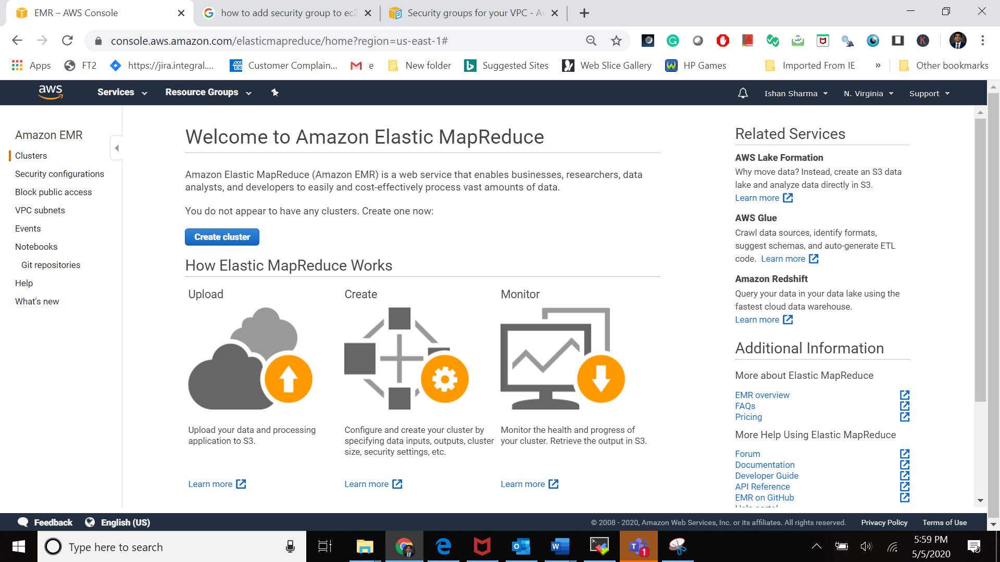 EMR – AWS Console
how to add security group to ec2
Security groups for your VPC - A
console.aws.amazon.com/elasticmapreduce/home?region=us-east-1#
Apps
FT2
https://jira.integral....
AM EX
Customer Complain...
e
New folder
Suggested Sites
Web Slice Gallery
HP Games
Imported From IE
»
Other bookmarks
aws
Services
Resource Groups
Ishan Sharma
N. Virginia
Support
Amazon EMR
Clusters
Security configurations
Block public access
VPC subnets
Events
Notebooks
Git repositories
Help
What's new
Welcome to Amazon Elastic MapReduce
Amazon Elastic MapReduce (Amazon EMR) is a web service that enables businesses, researchers, data
analysts, and developers to easily and cost-effectively process vast amounts of data.
You do not appear to have any clusters. Create one now:
Create cluster
How Elastic MapReduce Works
Upload
Upload your data and processing
application to S3.
Learn more
Create
Configure and create your cluster by
specifying data inputs, outputs, cluster
size, security settings, etc.
Learn more
Monitor
Monitor the health and progress of
your cluster. Retrieve the output in S3.
Learn more
Related Services
AWS Lake Formation
Why move data? Instead, create an S3 data
lake and analyze data directly in S3.
Learn more
AWS Glue
Crawl data sources, identify formats,
suggest schemas, and auto-generate ETL
code. Learn more
Amazon Redshift
Query your data in your data lake using the
fastest cloud data warehouse.
Learn more
Additional Information
More about Elastic MapReduce
EMR overview
FAQs
Pricing
More Help Using Elastic MapReduce
Forum
Documentation
Developer Guide
API Reference
EMR on GitHub
Help portal
Feedback
English (US)
© 2008 - 2020, Amazon Web Services, Inc. or its affiliates. All rights reserved.
Privacy Policy
Terms of Use
Type here to search
1
5:59 PM
5/5/2020